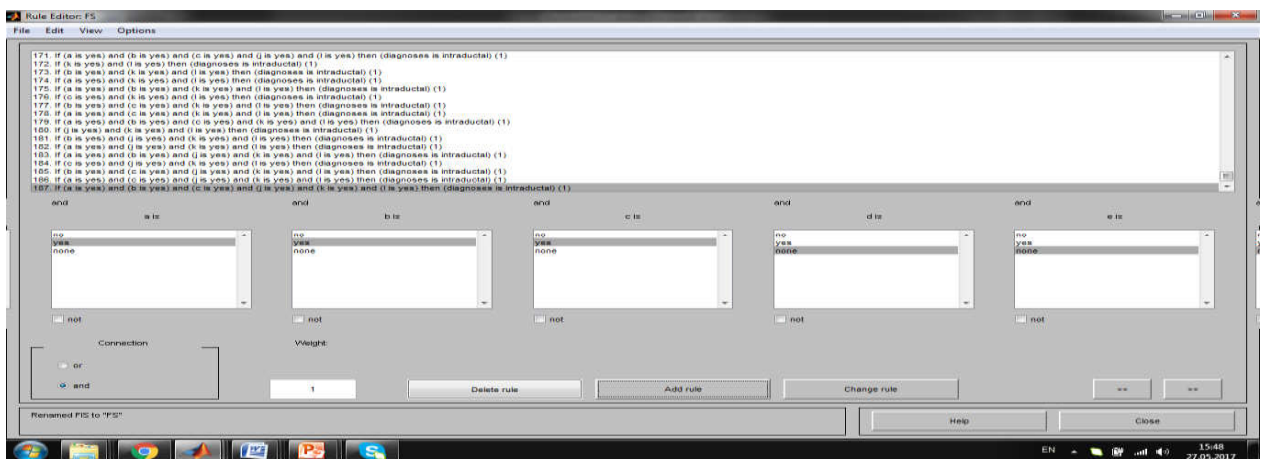 Rule Editor: FS
File Edit View Options
171. If (a is yes) and (b is yes) and (c is yes) and (j is yes) and (l is yes) then (diagnoses is intraductal) (1)
172. If (k is yes) and (l is yes) then (diagnoses is intraductal) (1)
173. If (b is yes) and (k is yes) and (l is yes) then (diagnoses is intraductal) (1)
174. If (a is yes) and (k is yes) and (l is yes) then (diagnoses is intraductal) (1)
175. If (a is yes) and (b is yes) and (k is yes) and (l is yes) then (diagnoses is intraductal) (1)
176. If (c is yes) and (k is yes) and (l is yes) then (diagnoses is intraductal) (1)
177. If (b is yes) and (c is yes) and (k is yes) and (l is yes) then (diagnoses is intraductal) (1)
178. If (a is yes) and (c is yes) and (k is yes) and (l is yes) then (diagnoses is intraductal) (1)
179. If (a is yes) and (b is yes) and (c is yes) and (k is yes) and (l is yes) then (diagnoses is intraductal) (1)
180. If (j is yes) and (k is yes) and (l is yes) then (diagnoses is intraductal) (1)
181. If (b is yes) and (j is yes) and (k is yes) and (l is yes) then (diagnoses is intraductal) (1)
182. If (a is yes) and (j is yes) and (k is yes) and (l is yes) then (diagnoses is intraductal) (1)
183. If (a is yes) and (b is yes) and (j is yes) and (k is yes) and (l is yes) then (diagnoses is intraductal) (1)
184. If (c is yes) and (j is yes) and (k is yes) and (l is yes) then (diagnoses is intraductal) (1)
185. If (b is yes) and (c is yes) and (j is yes) and (k is yes) and (l is yes) then (diagnoses is intraductal) (1)
186. If (a is yes) and (c is yes) and (j is yes) and (k is yes) and (l is yes) then (diagnoses is intraductal) (1)
187. If (a is yes) and (b is yes) and (c is yes) and (j is yes) and (k is yes) and (l is yes) then (diagnoses is intraductal) (1)
and and and and and
a is b is c is d is e is
no no no no no
yes yes yes yes yes
none none none none none
not not not not not
Connection Weight:
or
and 1 Delete rule Add rule Change rule
Renamed FIS to "FS" Help Close
EN 15:48
27.05.2017